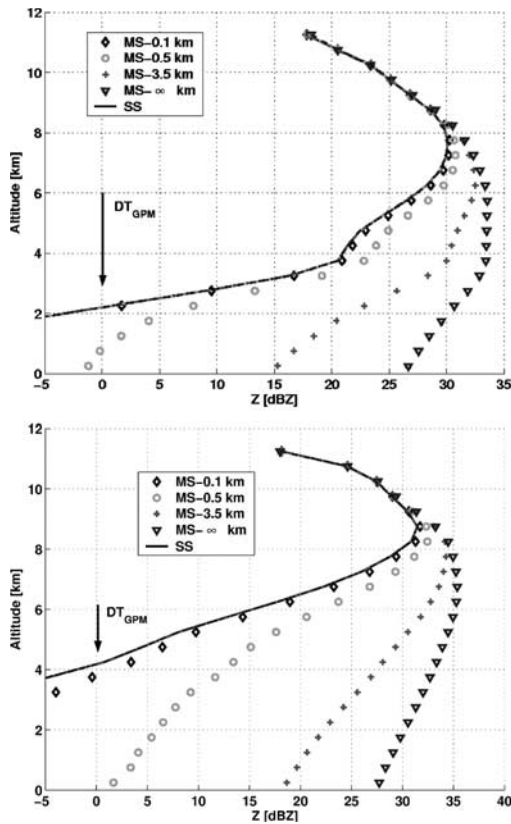 12
10
8
6
4
2
0
Altitude [km]
MS-0.1 km
MS-0.5 km
MS-3.5 km
MS-∞ km
SS
DT_GPM
-5 0 5 10 15 20 25 30 35
Z [dBZ]
12
10
8
6
4
2
0
Altitude [km]
MS-0.1 km
MS-0.5 km
MS-3.5 km
MS-∞ km
SS
DT_GPM
-5 0 5 10 15 20 25 30 35 40
Z [dBZ]